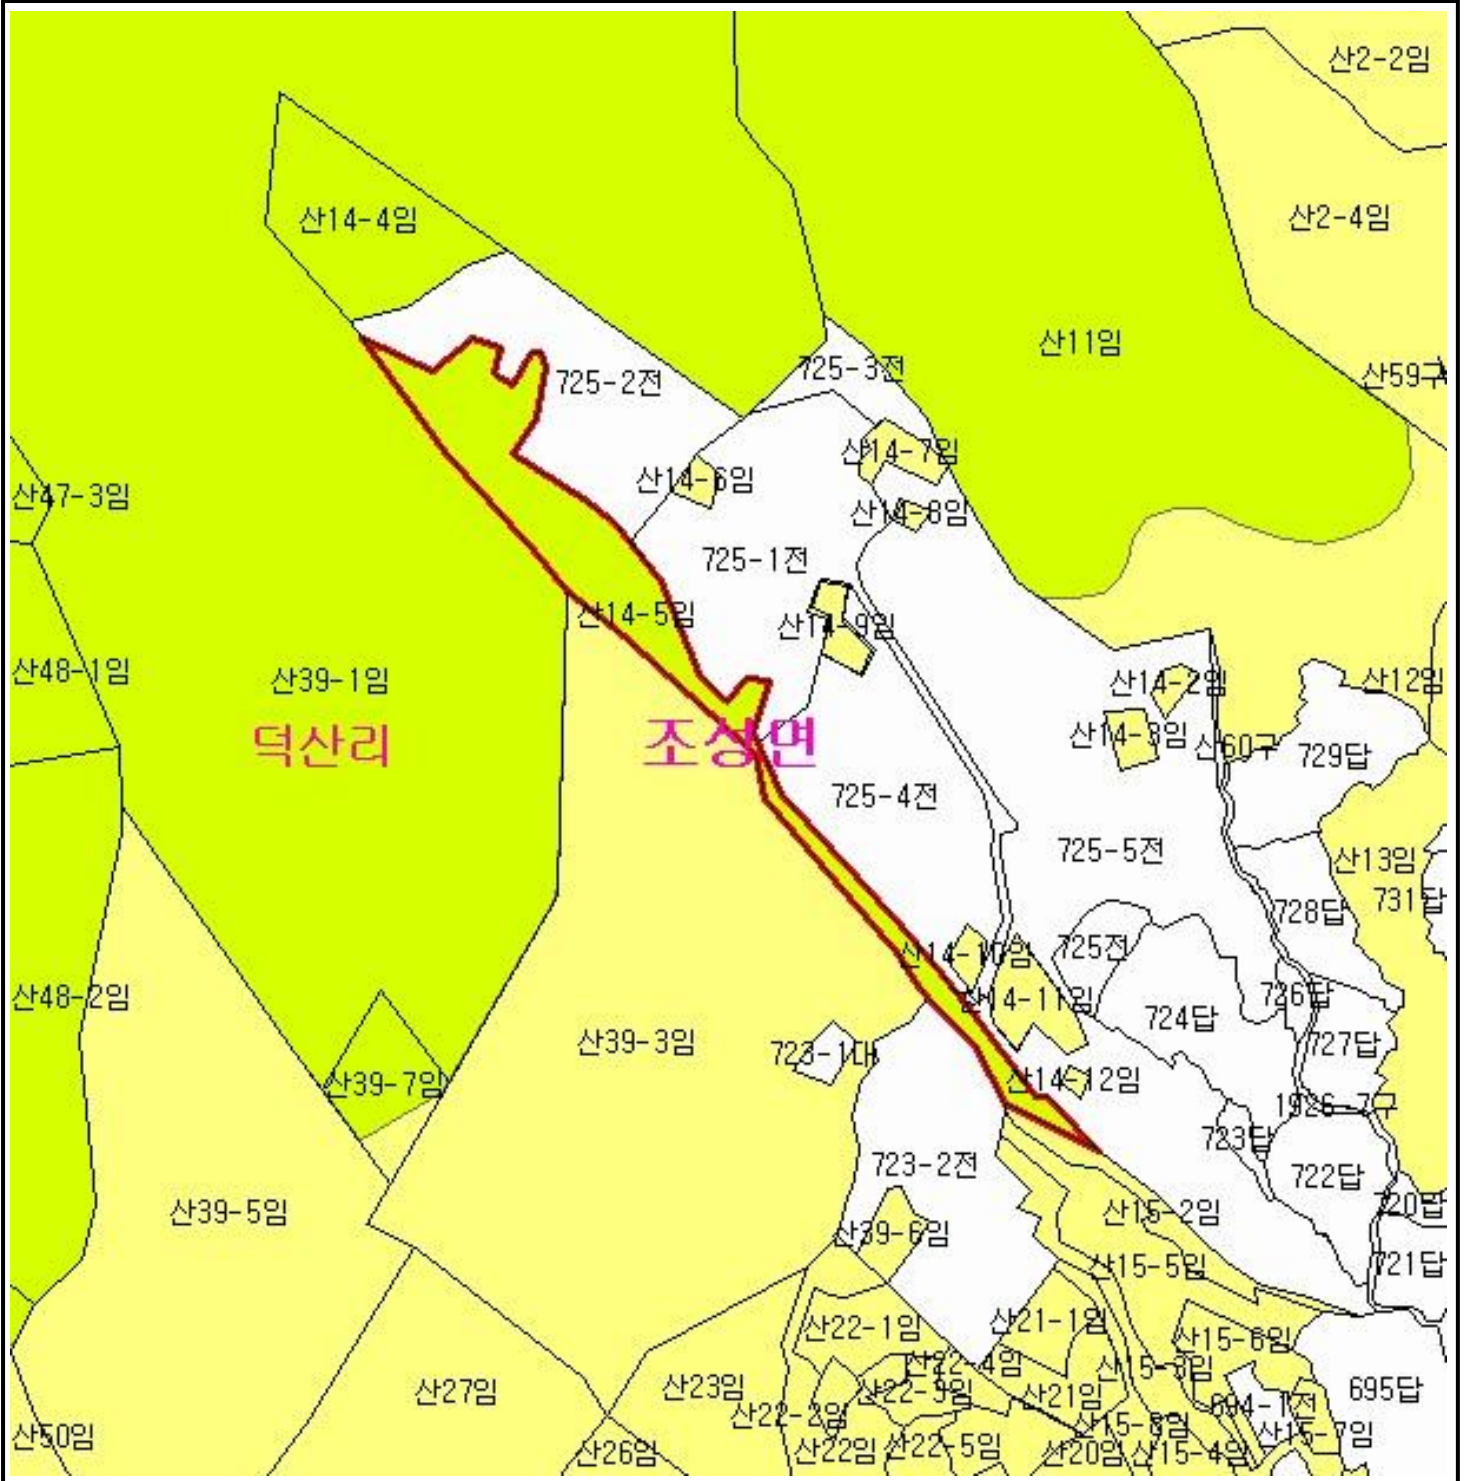 산2-2임
산14-4임
산2-4임
산11임
725-3전
산59구
725-2전
산14-7임
산14-6임
산47-3임
산14-8임
725-1전
산14-5임
산14-9임
산48-1임
산39-1임
산14-2임
산12임
산14-3임
산60구
729답
덕산리
조성면
725-4전
725-5전
산13임
731답
728답
725전
산14-10임
산48-2임
산14-11임
726답
724답
산39-3임
727답
723-1대
산39-7임
산14-12임
1926-7구
723답
723-2전
722답
720답
산39-5임
산15-2임
산39-6임
산15-5임
721답
산22-1임
산21-1임
산15-6임
산22-4임
산15-3임
산27임
산23임
산22-3임
산21임
694-1전
695답
산22-2임
산15-8임
산15-7임
산50임
산26임
산22임
산22-5임
산20임
산15-4임